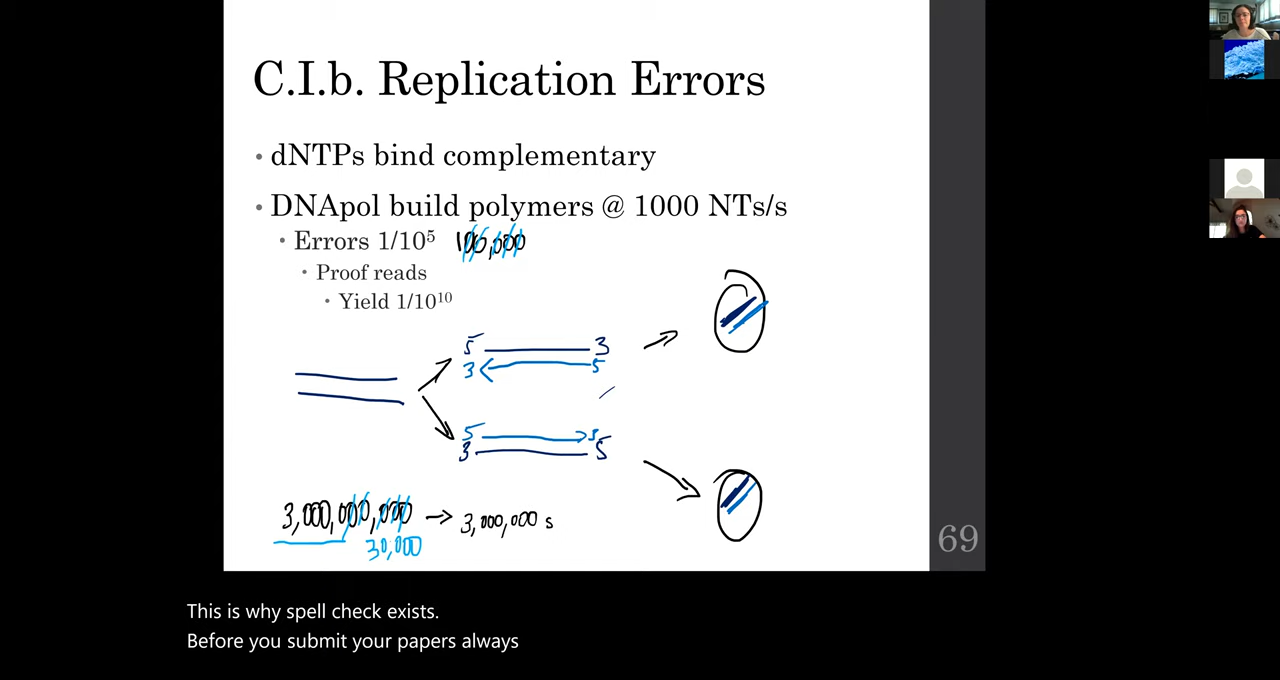 C.I.b. Replication Errors
• dNTPs bind complementary
• DNApol build polymers @ 1000 NTs/s
• Errors 1/10⁵ 100,000
• Proof reads
• Yield 1/10¹⁰
5 3
3 5
5 3
3 5
3,000,000,000 → 3,000,000 s
30,000
69
This is why spell check exists.
Before you submit your papers always